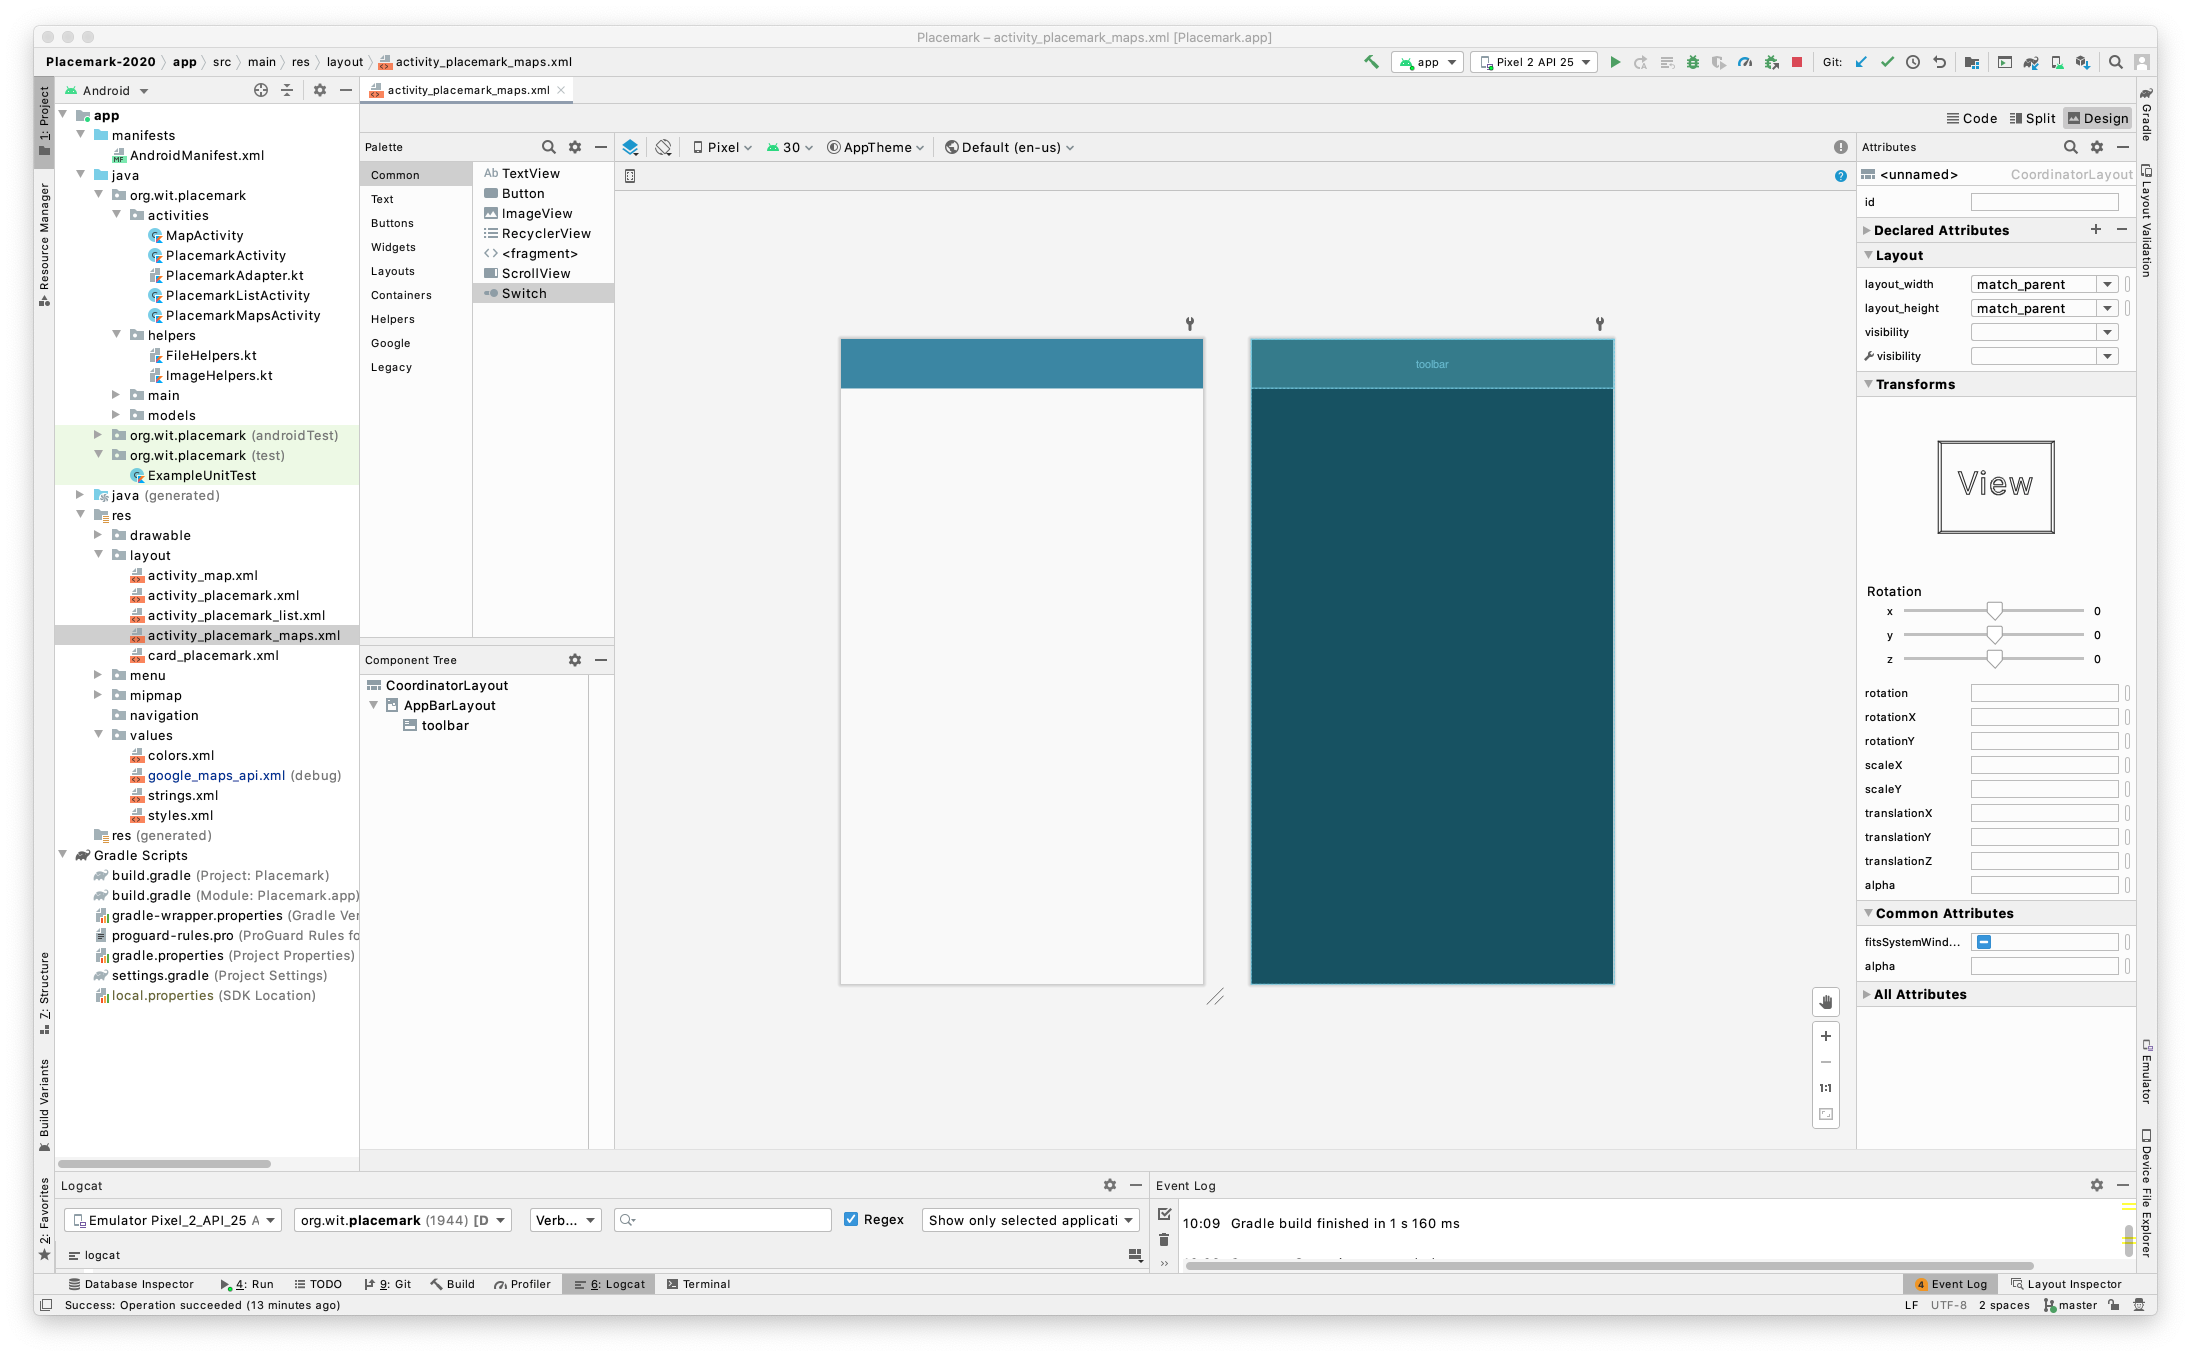 Placemark – activity_placemark_maps.xml [Placemark.app]
Placemark-2020 app src main res layout activity_placemark_maps.xml
app Pixel 2 API 25 Git:
1: Project
Resource Manager
Z: Structure
Build Variants
2: Favorites
Android
app
manifests
AndroidManifest.xml
java
org.wit.placemark
activities
MapActivity
PlacemarkActivity
PlacemarkAdapter.kt
PlacemarkListActivity
PlacemarkMapsActivity
helpers
FileHelpers.kt
ImageHelpers.kt
main
models
org.wit.placemark (androidTest)
org.wit.placemark (test)
ExampleUnitTest
java (generated)
res
drawable
layout
activity_map.xml
activity_placemark.xml
activity_placemark_list.xml
activity_placemark_maps.xml
card_placemark.xml
menu
mipmap
navigation
values
colors.xml
google_maps_api.xml (debug)
strings.xml
styles.xml
res (generated)
Gradle Scripts
build.gradle (Project: Placemark)
build.gradle (Module: Placemark.app)
gradle-wrapper.properties (Gradle Ver
proguard-rules.pro (ProGuard Rules fo
gradle.properties (Project Properties)
settings.gradle (Project Settings)
local.properties (SDK Location)
activity_placemark_maps.xml
Code Split Design
Palette
Common
Text
Buttons
Widgets
Layouts
Containers
Helpers
Google
Legacy
Ab TextView
Button
ImageView
RecyclerView
<> <fragment>
ScrollView
Switch
Component Tree
CoordinatorLayout
AppBarLayout
toolbar
Pixel 30 AppTheme Default (en-us)
toolbar
1:1
Attributes
<unnamed> CoordinatorLayout
id
Declared Attributes
Layout
layout_width match_parent
layout_height match_parent
visibility
visibility
Transforms
View
Rotation
x 0
y 0
z 0
rotation
rotationX
rotationY
scaleX
scaleY
translationX
translationY
translationZ
alpha
Common Attributes
fitsSystemWind...
alpha
All Attributes
Gradle
Layout Validation
Emulator
Device File Explorer
Logcat
Emulator Pixel_2_API_25 A org.wit.placemark (1944) [D Verb... Regex Show only selected applicati
logcat
Event Log
10:09 Gradle build finished in 1 s 160 ms
Database Inspector 4: Run TODO 9: Git Build Profiler 6: Logcat Terminal 4 Event Log Layout Inspector
Success: Operation succeeded (13 minutes ago) LF UTF-8 2 spaces master